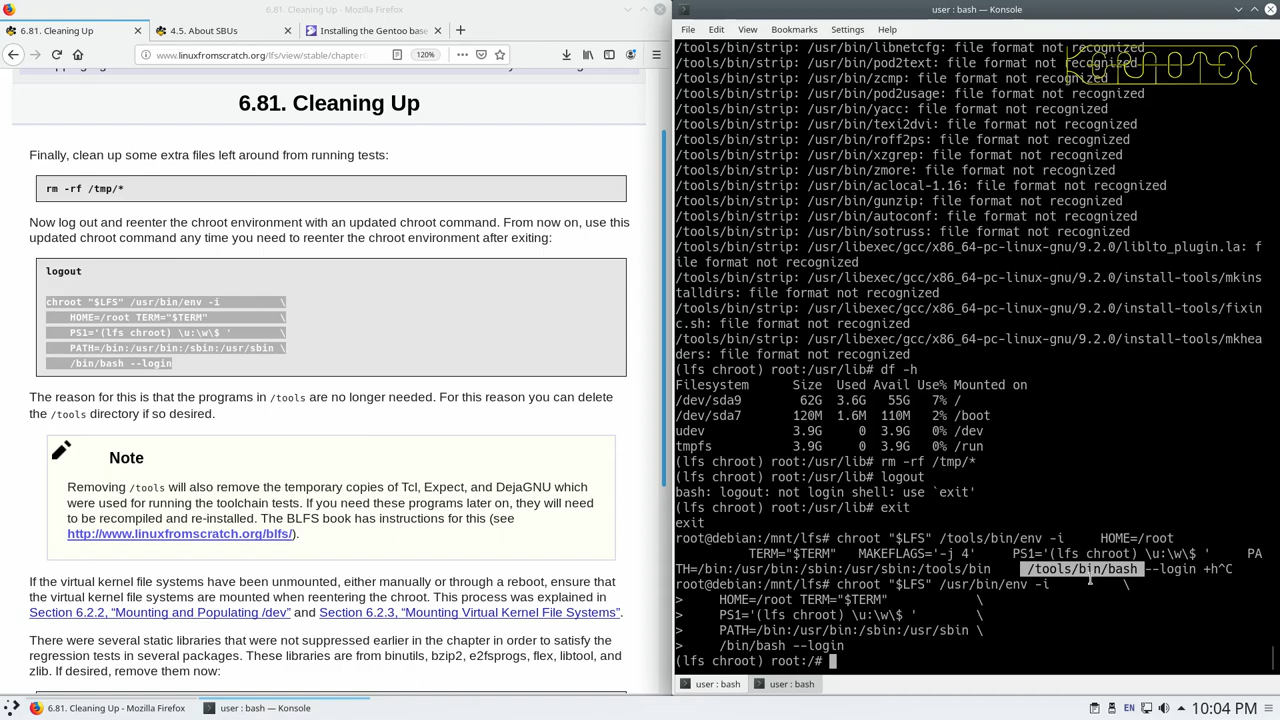 6.81. Cleaning Up - Mozilla Firefox
user : bash — Konsole
6.81. Cleaning Up
4.5. About SBUs
Installing the Gentoo base
File Edit View Bookmarks Settings Help
www.linuxfromscratch.org/lfs/view/stable/chapter
120%
6.81. Cleaning Up
Finally, clean up some extra files left around from running tests:
rm -rf /tmp/*
Now log out and reenter the chroot environment with an updated chroot command. From now on, use this
updated chroot command any time you need to reenter the chroot environment after exiting:
logout
chroot "$LFS" /usr/bin/env -i \
HOME=/root TERM="$TERM" \
PS1='(lfs chroot) \u:\w\$ ' \
PATH=/bin:/usr/bin:/sbin:/usr/sbin \
/bin/bash --login
The reason for this is that the programs in /tools are no longer needed. For this reason you can delete
the /tools directory if so desired.
Note
Removing /tools will also remove the temporary copies of Tcl, Expect, and DejaGNU which
were used for running the toolchain tests. If you need these programs later on, they will need
to be recompiled and re-installed. The BLFS book has instructions for this (see
http://www.linuxfromscratch.org/blfs/).
If the virtual kernel file systems have been unmounted, either manually or through a reboot, ensure that
the virtual kernel file systems are mounted when reentering the chroot. This process was explained in
Section 6.2.2, “Mounting and Populating /dev” and Section 6.2.3, “Mounting Virtual Kernel File Systems”.
There were several static libraries that were not suppressed earlier in the chapter in order to satisfy the
regression tests in several packages. These libraries are from binutils, bzip2, e2fsprogs, flex, libtool, and
zlib. If desired, remove them now:
/tools/bin/strip: /usr/bin/libnetcfg: file format not recognized
/tools/bin/strip: /usr/bin/pod2text: file format not recognized
/tools/bin/strip: /usr/bin/zcmp: file format not recognized
/tools/bin/strip: /usr/bin/pod2usage: file format not recognized
/tools/bin/strip: /usr/bin/yacc: file format not recognized
/tools/bin/strip: /usr/bin/texi2dvi: file format not recognized
/tools/bin/strip: /usr/bin/roff2ps: file format not recognized
/tools/bin/strip: /usr/bin/xzgrep: file format not recognized
/tools/bin/strip: /usr/bin/zmore: file format not recognized
/tools/bin/strip: /usr/bin/aclocal-1.16: file format not recognized
/tools/bin/strip: /usr/bin/gunzip: file format not recognized
/tools/bin/strip: /usr/bin/autoconf: file format not recognized
/tools/bin/strip: /usr/bin/sotruss: file format not recognized
/tools/bin/strip: /usr/libexec/gcc/x86_64-pc-linux-gnu/9.2.0/liblto_plugin.la: f
ile format not recognized
/tools/bin/strip: /usr/libexec/gcc/x86_64-pc-linux-gnu/9.2.0/install-tools/mkins
talldirs: file format not recognized
/tools/bin/strip: /usr/libexec/gcc/x86_64-pc-linux-gnu/9.2.0/install-tools/fixin
c.sh: file format not recognized
/tools/bin/strip: /usr/libexec/gcc/x86_64-pc-linux-gnu/9.2.0/install-tools/mkhea
ders: file format not recognized
(lfs chroot) root:/usr/lib# df -h
Filesystem Size Used Avail Use% Mounted on
/dev/sda9 62G 3.6G 55G 7% /
/dev/sda7 120M 1.6M 110M 2% /boot
udev 3.9G 0 3.9G 0% /dev
tmpfs 3.9G 0 3.9G 0% /run
(lfs chroot) root:/usr/lib# rm -rf /tmp/*
(lfs chroot) root:/usr/lib# logout
bash: logout: not login shell: use `exit'
(lfs chroot) root:/usr/lib# exit
exit
root@debian:/mnt/lfs# chroot "$LFS" /tools/bin/env -i HOME=/root
TERM="$TERM" MAKEFLAGS='-j 4' PS1='(lfs chroot) \u:\w\$ ' PA
TH=/bin:/usr/bin:/sbin:/usr/sbin:/tools/bin /tools/bin/bash --login +h^C
root@debian:/mnt/lfs# chroot "$LFS" /usr/bin/env -i \
> HOME=/root TERM="$TERM" \
> PS1='(lfs chroot) \u:\w\$ ' \
> PATH=/bin:/usr/bin:/sbin:/usr/sbin \
> /bin/bash --login
(lfs chroot) root:/#
user : bash
user : bash
6.81. Cleaning Up - Mozilla Firefox
user : bash — Konsole
EN
10:04 PM